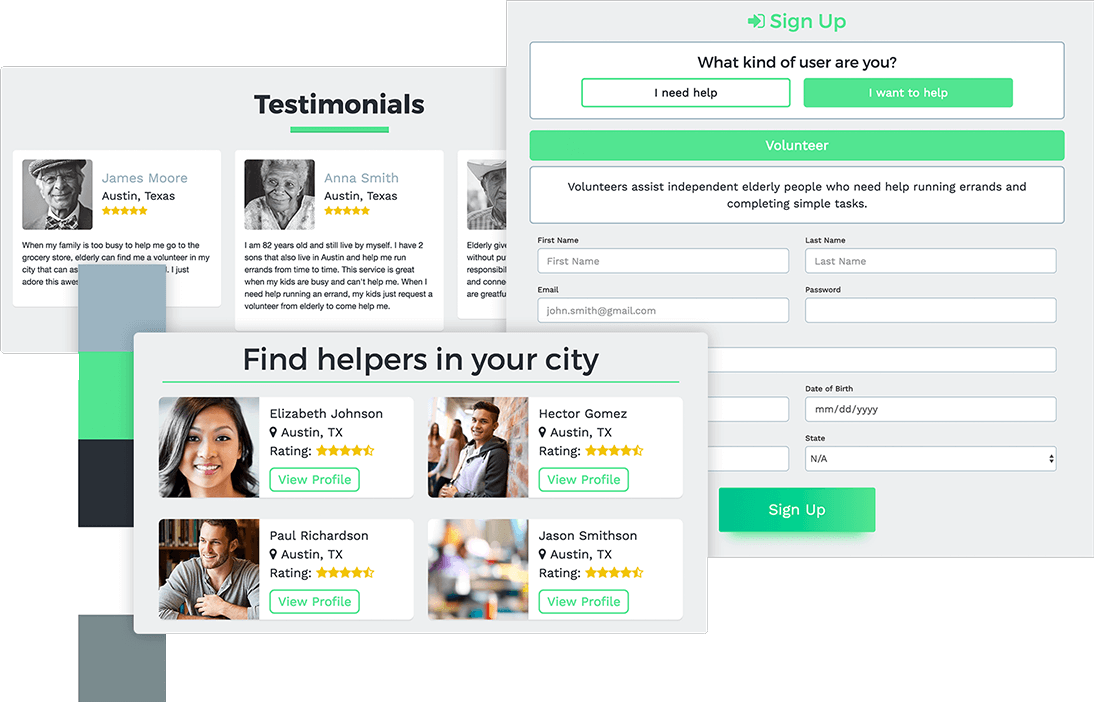 Sign Up
What kind of user are you?
I need help
I want to help
Volunteer
Volunteers assist independent elderly people who need help running errands and
completing simple tasks.
First Name
Last Name
First Name
Last Name
Email
Password
john.smith@gmail.com
Date of Birth
mm/dd/yyyy
State
N/A
Sign Up
Testimonials
James Moore
Austin, Texas
When my family is too busy to help me go to the
grocery store, elderly can find me a volunteer in my
city that can as
. I just
adore this awes
Anna Smith
Austin, Texas
I am 82 years old and still live by myself. I have 2
sons that also live in Austin and help me run
errands from time to time. This service is great
when my kids are busy and can't help me. When I
need help running an errand, my kids just request a
volunteer from elderly to come help me.
Elderly give
without pu
responsibil
and conne
are greatfu
Find helpers in your city
Elizabeth Johnson
Austin, TX
Rating:
View Profile
Hector Gomez
Austin, TX
Rating:
View Profile
Paul Richardson
Austin, TX
Rating:
View Profile
Jason Smithson
Austin, TX
Rating:
View Profile